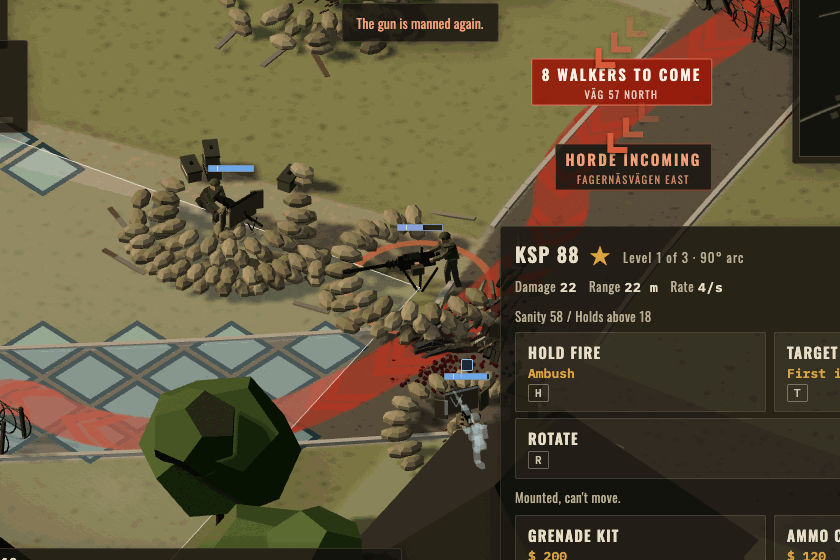 The gun is manned again.
8 WALKERS TO COME
VÄG 57 NORTH
HORDE INCOMING
FAGERNÄSVÄGEN EAST
KSP 88 Level 1 of 3 · 90° arc
Damage 22 Range 22 m Rate 4/s
Sanity 58 / Holds above 18
HOLD FIRE
Ambush
H
TARGET
First i
T
ROTATE
R
Mounted, can't move.
GRENADE KIT
$ 200
AMMO
$ 120